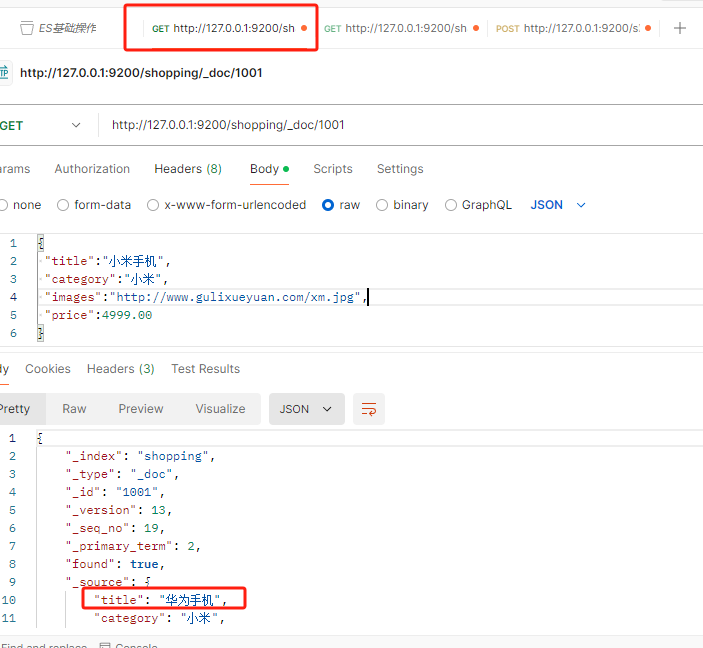 ES基础操作 GET http://127.0.0.1:9200/sh GET http://127.0.0.1:9200/sh POST http://127.0.0.1:9200/s
http://127.0.0.1:9200/shopping/_doc/1001
GET http://127.0.0.1:9200/shopping/_doc/1001
arams Authorization Headers (8) Body Scripts Settings
none form-data x-www-form-urlencoded raw binary GraphQL JSON
1 {
2 "title":"小米手机",
3 "category":"小米",
4 "images":"http://www.gulixueyuan.com/xm.jpg",
5 "price":4999.00
6 }
dy Cookies Headers (3) Test Results
Pretty Raw Preview Visualize JSON
1 {
2 "_index": "shopping",
3 "_type": "_doc",
4 "_id": "1001",
5 "_version": 13,
6 "_seq_no": 19,
7 "_primary_term": 2,
8 "found": true,
9 "_source": {
10 "title": "华为手机",
11 "category": "小米",
Find and replace Console